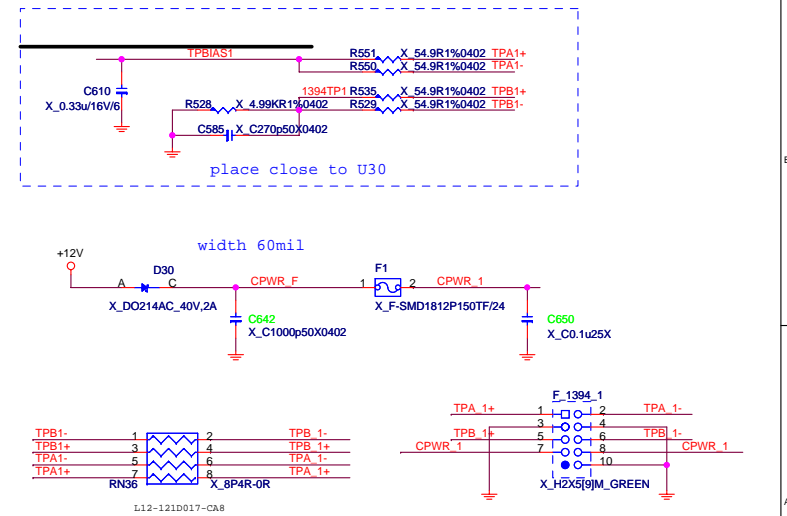 TPBIAS1
R551 X_54.9R1%0402 TPA1+
R550 X_54.9R1%0402 TPA1-
C610
X_0.33u/16V/6
1394TP1 R535 X_54.9R1%0402 TPB1+
R528 X_4.99KR1%0402 R529 X_54.9R1%0402 TPB1-
C585 X_C270p50X0402
place close to U30
E
width 60mil
+12V
D30
A C
CPWR_F
F1
1 2
CPWR_1
X_DO214AC_40V,2A
X_F-SMD1812P150TF/24
C642
X_C1000p50X0402
C650
X_C0.1u25X
F_1394_1
TPA_1+ 1 2 TPA_1-
3 4
TPB_1+ 5 6 TPB_1-
CPWR_1 7 8 CPWR_1
10
X_H2X5[9]M_GREEN
TPB1- 1 2 TPB_1-
TPB1+ 3 4 TPB_1+
TPA1- 5 6 TPA_1-
TPA1+ 7 8 TPA_1+
RN36 X_8P4R-0R
L12-121D017-CA8
A